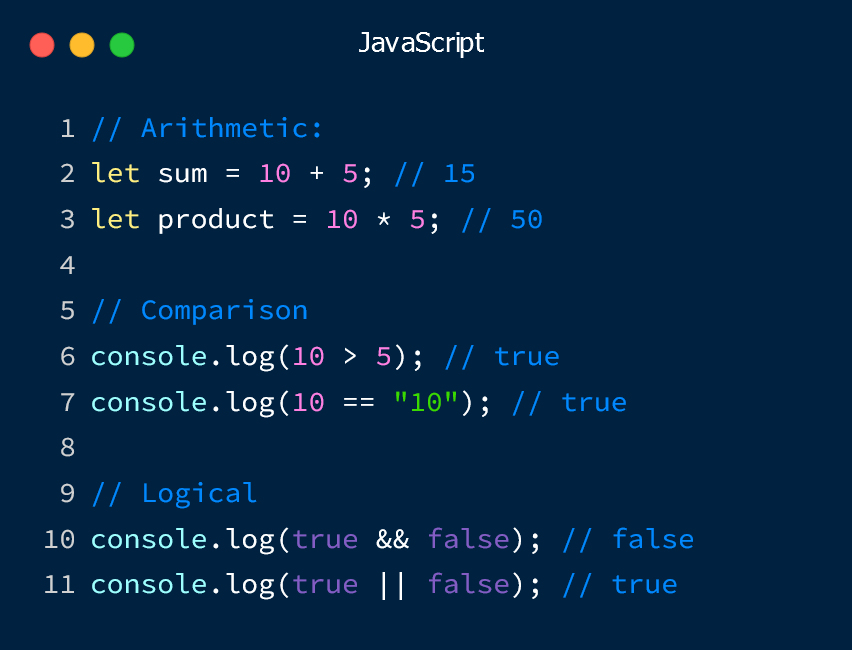 JavaScript
1 // Arithmetic:
2 let sum = 10 + 5; // 15
3 let product = 10 * 5; // 50
4
5 // Comparison
6 console.log(10 > 5); // true
7 console.log(10 == "10"); // true
8
9 // Logical
10 console.log(true && false); // false
11 console.log(true || false); // true